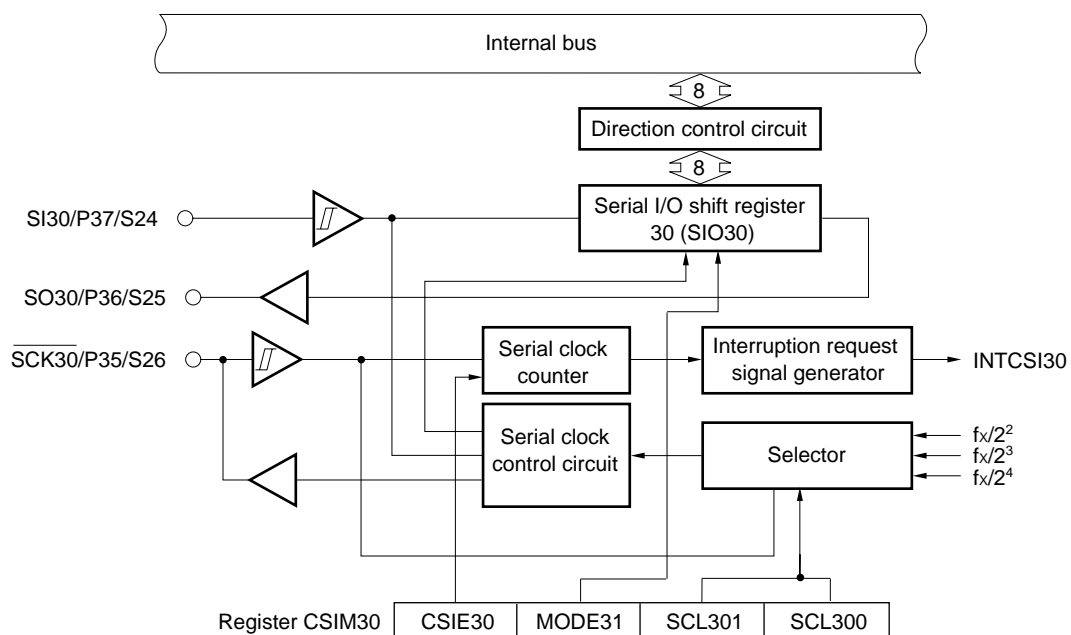 Internal bus
8
Direction control circuit
8
SI30/P37/S24
Serial I/O shift register
30 (SIO30)
SO30/P36/S25
SCK30/P35/S26
Serial clock
counter
Interruption request
signal generator
INTCSI30
Serial clock
control circuit
Selector
fx/2²
fx/2³
fx/2⁴
Register CSIM30
CSIE30
MODE31
SCL301
SCL300